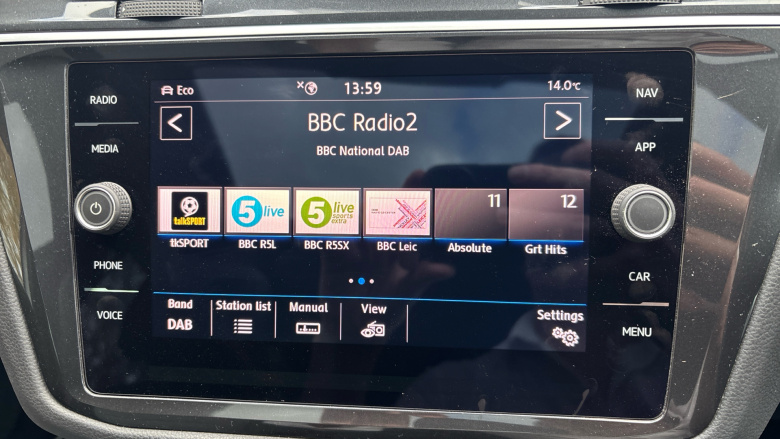 RADIO
MEDIA
PHONE
VOICE
Eco
13:59
14.0°C
<
BBC Radio2
>
BBC National DAB
talkSPORT
5 live
5 live sports extra
11
12
tkSPORT
BBC R5L
BBC R5SX
BBC Leic
Absolute
Grt Hits
Band
DAB
Station list
Manual
View
Settings
NAV
APP
CAR
MENU